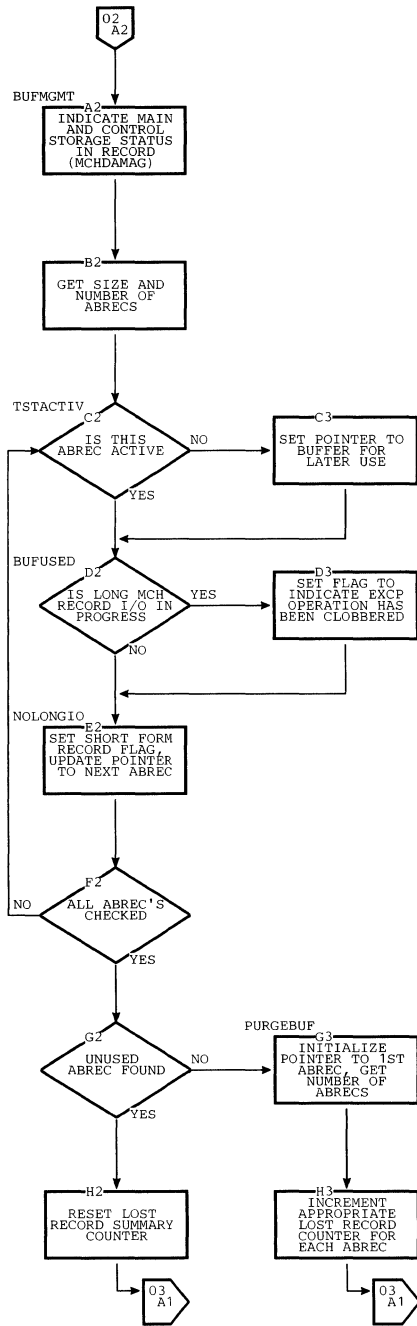 02
A2
BUFMGMT
A2
INDICATE MAIN
AND CONTROL
STORAGE STATUS
IN RECORD
(MCHDAMAG)
B2
GET SIZE AND
NUMBER OF
ABRECS
TSTACTIV
C2
IS THIS
ABREC ACTIVE
NO
YES
C3
SET POINTER TO
BUFFER FOR
LATER USE
BUFUSED
D2
IS LONG MCH
RECORD I/O IN
PROGRESS
YES
NO
D3
SET FLAG TO
INDICATE EXCP
OPERATION HAS
BEEN CLOBBERED
NOLONGIO
E2
SET SHORT FORM
RECORD FLAG,
UPDATE POINTER
TO NEXT ABREC
F2
NO
ALL ABREC'S
CHECKED
YES
G2
UNUSED
ABREC FOUND
NO
YES
PURGEBUF
G3
INITIALIZE
POINTER TO 1ST
ABREC, GET
NUMBER OF
ABRECS
H2
RESET LOST
RECORD SUMMARY
COUNTER
H3
INCREMENT
APPROPRIATE
LOST RECORD
COUNTER FOR
EACH ABREC
03
A1
03
A1